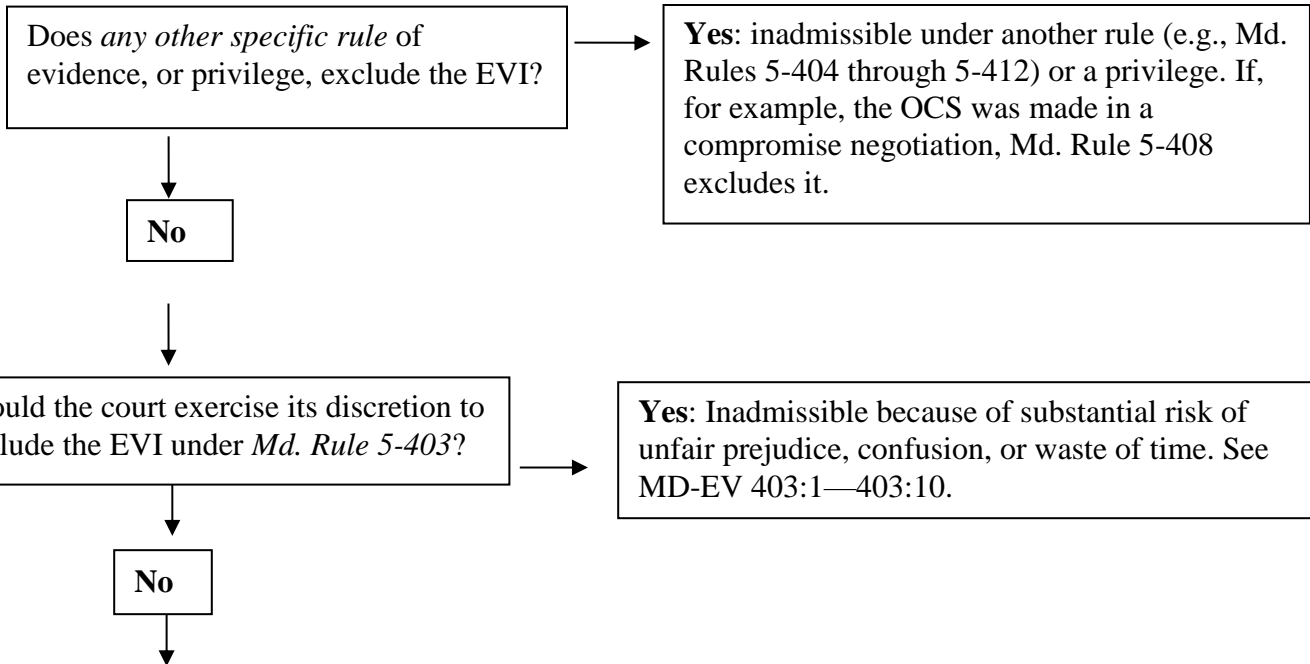 Does any other specific rule of
evidence, or privilege, exclude the EVI?
Yes: inadmissible under another rule (e.g., Md.
Rules 5-404 through 5-412) or a privilege. If,
for example, the OCS was made in a
compromise negotiation, Md. Rule 5-408
excludes it.
No
the court exercise its discretion to
the EVI under Md. Rule 5-403?
Yes: Inadmissible because of substantial risk of
unfair prejudice, confusion, or waste of time. See
MD-EV 403:1—403:10.
No